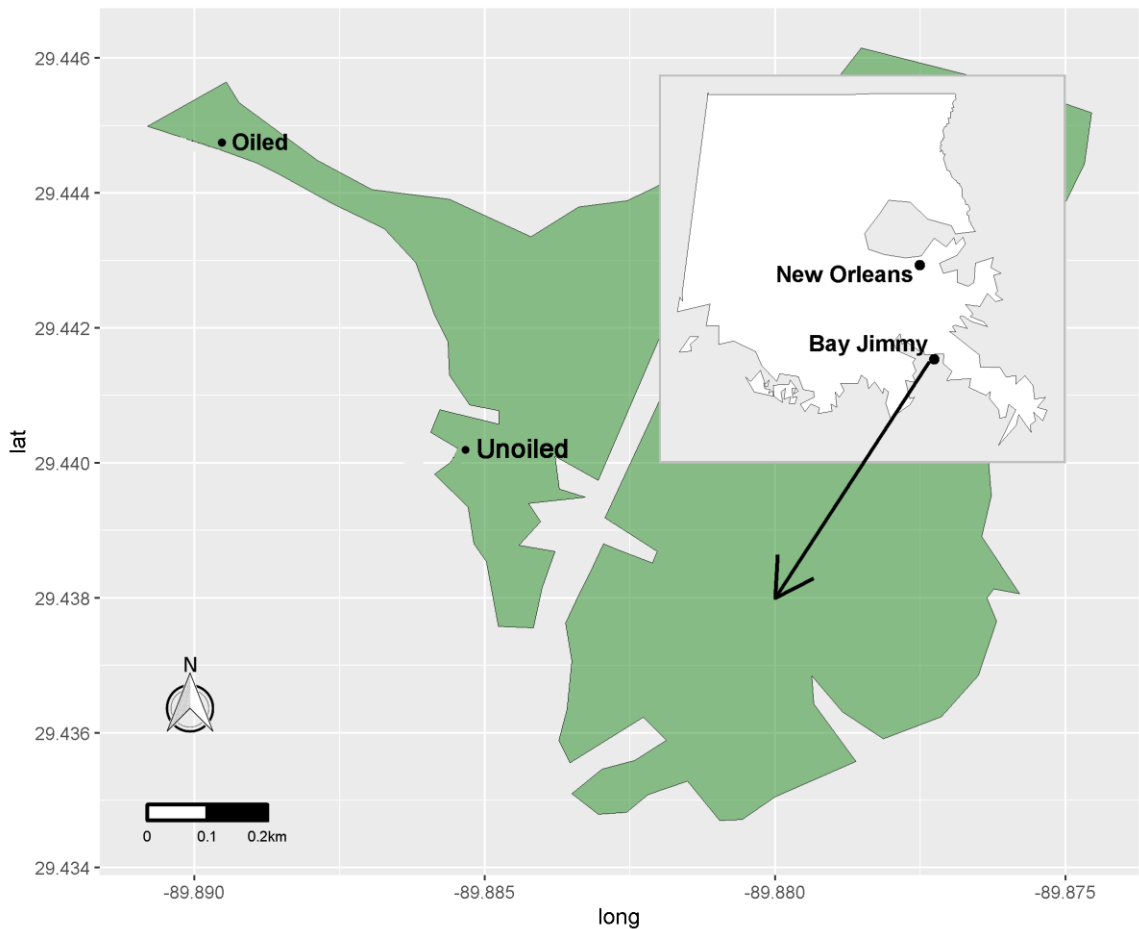 29.446
Oiled
29.444
New Orleans
29.442
Bay Jimmy
lat
29.440
Unoiled
29.438
N
29.436
0 0.1 0.2km
29.434
-89.890 -89.885 -89.880 -89.875
long